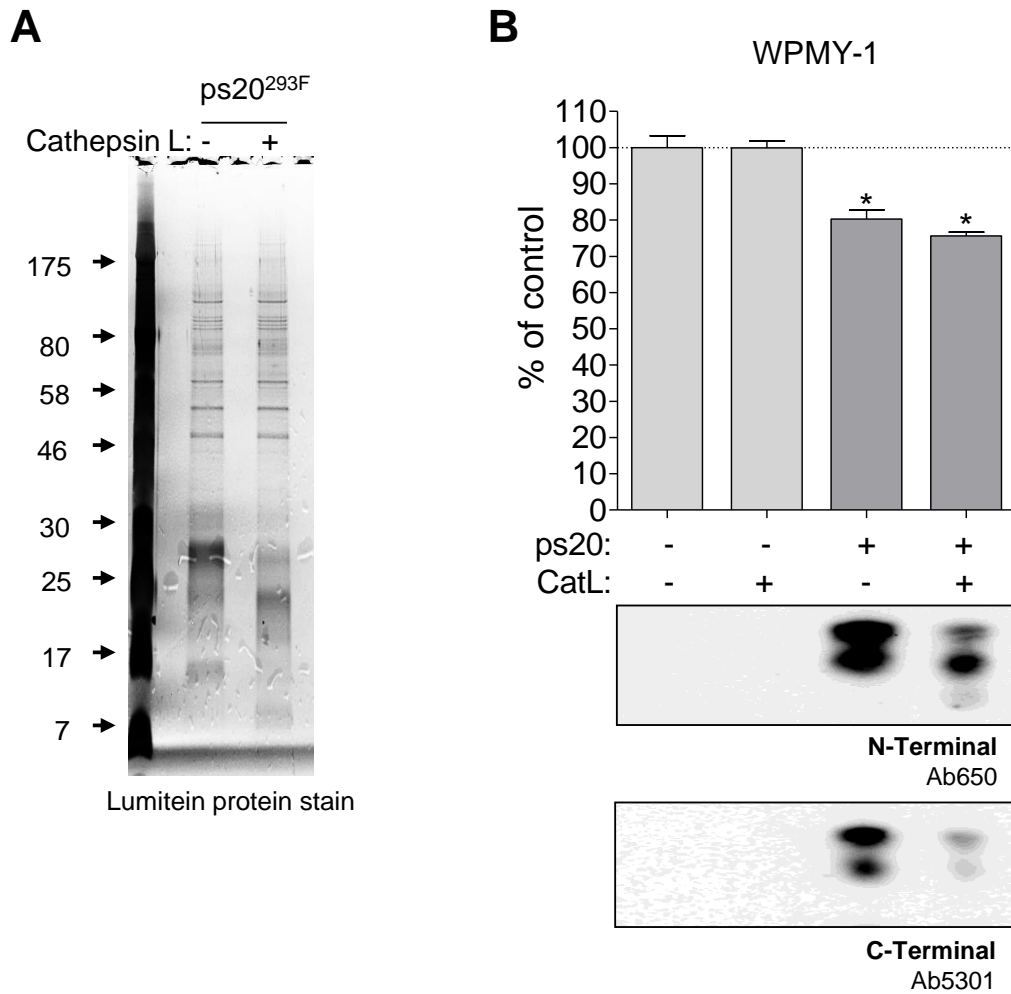 A
ps20293F
Cathepsin L: - +
175
80
58
46
30
25
17
7
Lumitein protein stain
B
WPMY-1
% of control
110
100
90
80
70
60
50
40
30
20
10
0
* *
ps20: - - + +
CatL: - + - +
N-Terminal
Ab650
C-Terminal
Ab5301